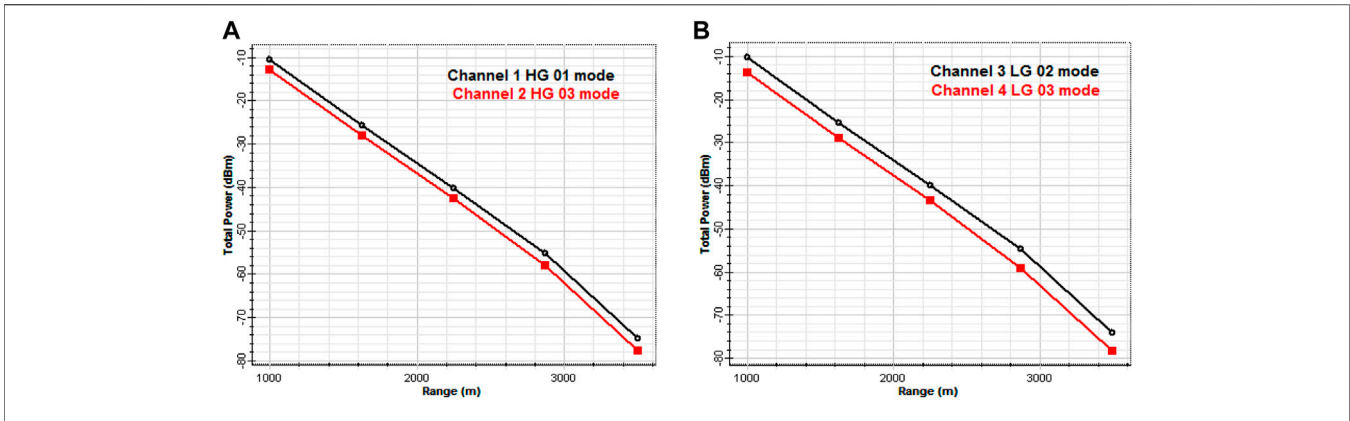 A
Channel 1 HG 01 mode
Channel 2 HG 03 mode
Total Power (dBm)
-10
-20
-30
-40
-50
-60
-70
-80
1000
2000
3000
Range (m)
B
Channel 3 LG 02 mode
Channel 4 LG 03 mode
Total Power (dBm)
-10
-20
-30
-40
-50
-60
-70
-80
1000
2000
3000
Range (m)